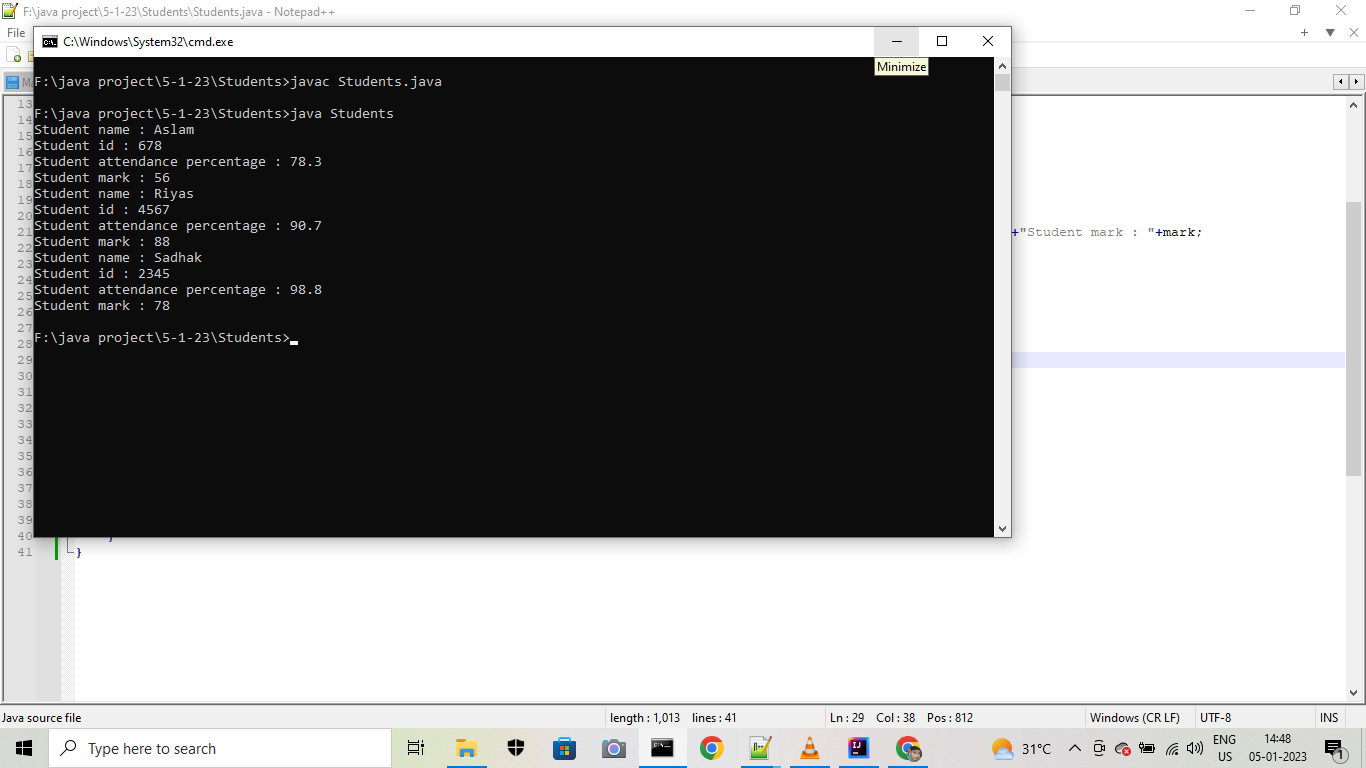 F:\java project\5-1-23\Students\Students.java - Notepad++
File
C:\Windows\System32\cmd.exe
Minimize
F:\java project\5-1-23\Students>javac Students.java
F:\java project\5-1-23\Students>java Students
Student name : Aslam
Student id : 678
Student attendance percentage : 78.3
Student mark : 56
Student name : Riyas
Student id : 4567
Student attendance percentage : 90.7
Student mark : 88
Student name : Sadhak
Student id : 2345
Student attendance percentage : 98.8
Student mark : 78
F:\java project\5-1-23\Students>
13
14
15
16
17
18
19
20
21 +"Student mark : "+mark;
22
23
24
25
26
27
28
29
30
31
32
33
34
35
36
37
38
39
40 }
41 }
Java source file length : 1,013 lines : 41 Ln : 29 Col : 38 Pos : 812 Windows (CR LF) UTF-8 INS
Type here to search
31°C
ENG
US
14:48
05-01-2023
1